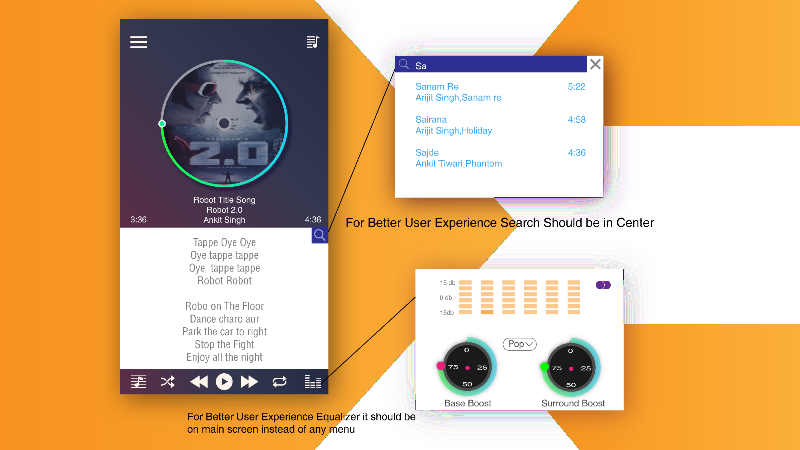 2.0
Robot Title Song
Robot 2.0
3:36
Ankit Singh
4:36
Tappe Oye Oye
Oye tappe tappe
Oye tappe tappe
Robot Robot
Robo on The Floor
Dance charo aur
Park the car to right
Stop the Fight
Enjoy all the night
Sa
Sanam Re
5:22
Arijit Singh,Sanam re
Sairana
4:58
Arijit Singh,Holiday
Sajde
4:36
Ankit Tiwari,Phantom
For Better User Experience Search Should be in Center
15 db
0 db
15db
Pop
0
75
25
50
0
75
25
50
Base Boost
Surround Boost
For Better User Experience Equalizer it should be
on main screen instead of any menu